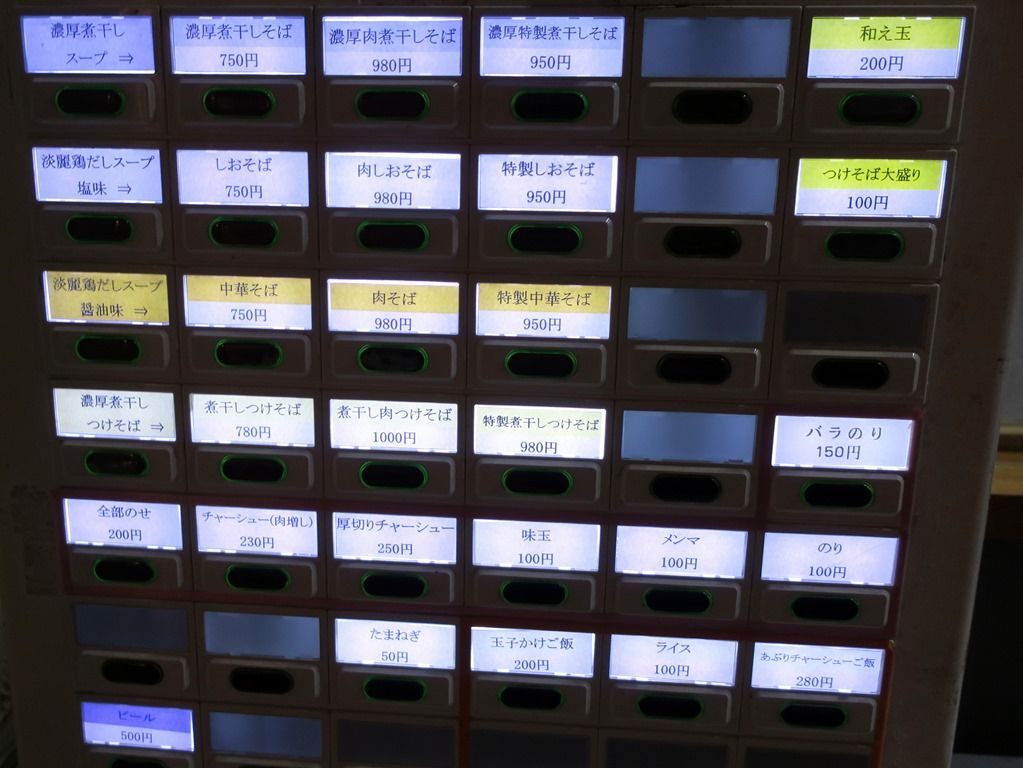 濃厚煮干し
スープ ⇒
濃厚煮干しそば
750円
濃厚肉煮干しそば
980円
濃厚特製煮干しそば
950円
和え玉
200円
淡麗鶏だしスープ
塩味 ⇒
しおそば
750円
肉しおそば
980円
特製しおそば
950円
つけそば大盛り
100円
淡麗鶏だしスープ
醤油味 ⇒
中華そば
750円
肉そば
980円
特製中華そば
950円
濃厚煮干し
つけそば ⇒
煮干しつけそば
780円
煮干し肉つけそば
1000円
特製煮干しつけそば
980円
バラのり
150円
全部のせ
200円
チャーシュー(肉増し)
230円
厚切りチャーシュー
250円
味玉
100円
メンマ
100円
のり
100円
たまねぎ
50円
玉子かけご飯
200円
ライス
100円
あぶりチャーシューご飯
280円
ビール
500円